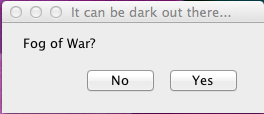 It can be dark out there...
Fog of War?
No
Yes